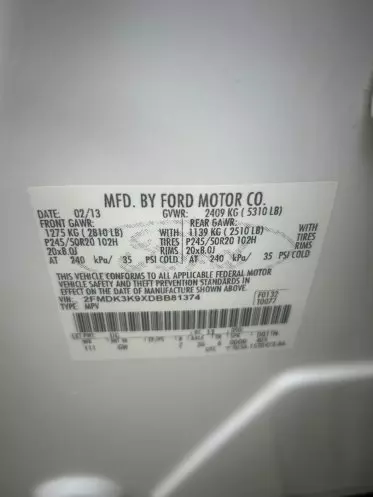 MFD. BY FORD MOTOR CO.
DATE: 02/13 GVWR: 2409 KG ( 5310 LB)
FRONT GAWR: REAR GAWR:
1275 KG ( 2810 LB) WITH 1139 KG ( 2510 LB) WITH
P245/50R20 102H TIRES P245/50R20 102H TIRES
20x8.0J RIMS 20x8.0J RIMS
AT 240 kPa/ 35 PSI COLD AT 240 kPa/ 35 PSI COLD
THIS VEHICLE CONFORMS TO ALL APPLICABLE FEDERAL MOTOR
VEHICLE SAFETY AND THEFT PREVENTION STANDARDS IN
EFFECT ON THE DATE OF MANUFACTURE SHOWN ABOVE.
VIN: 2FMDK3K9XDBB81374 F0132
TYPE: MPV T0077